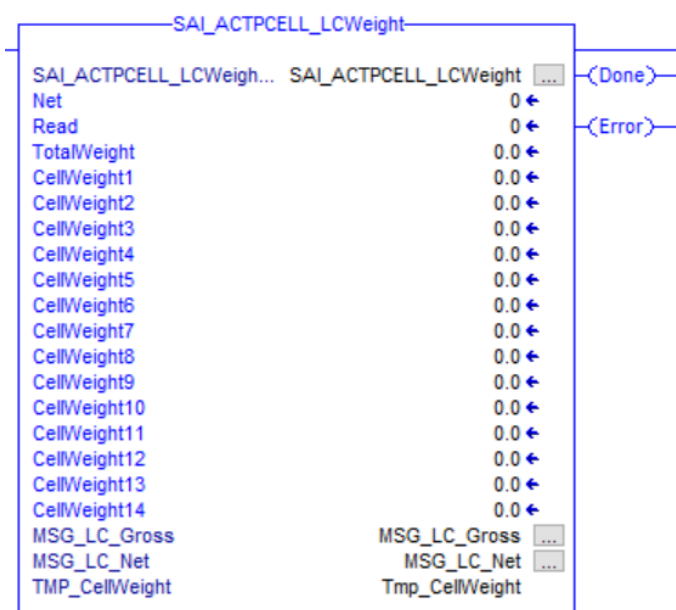 SAI_ACTPCELL_LCWeight
SAI_ACTPCELL_LCWeigh... SAI_ACTPCELL_LCWeight ... (Done)
Net 0
Read 0 (Error)
TotalWeight 0.0
CellWeight1 0.0
CellWeight2 0.0
CellWeight3 0.0
CellWeight4 0.0
CellWeight5 0.0
CellWeight6 0.0
CellWeight7 0.0
CellWeight8 0.0
CellWeight9 0.0
CellWeight10 0.0
CellWeight11 0.0
CellWeight12 0.0
CellWeight13 0.0
CellWeight14 0.0
MSG_LC_Gross MSG_LC_Gross ...
MSG_LC_Net MSG_LC_Net ...
TMP_CellWeight Tmp_CellWeight